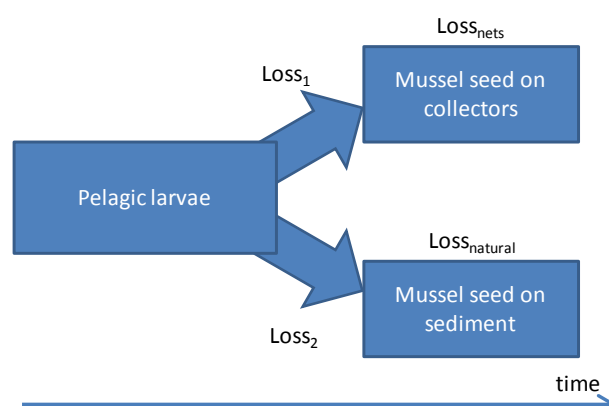 Loss_nets
Loss_1
Mussel seed on
collectors
Pelagic larvae
Loss_natural
Mussel seed on
sediment
Loss_2
time